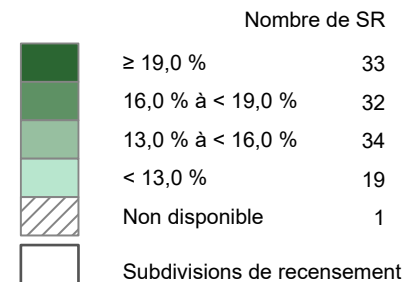 Nombre de SR
≥ 19,0 % 33
16,0 % à < 19,0 % 32
13,0 % à < 16,0 % 34
< 13,0 % 19
Non disponible 1
Subdivisions de recensement